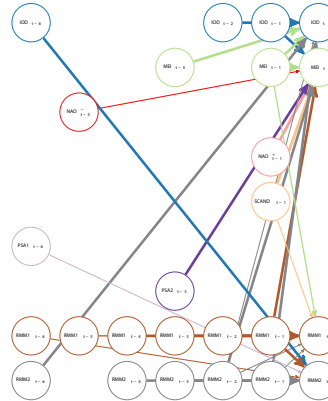 IOD t−6 IOD t−2 IOD t−1 IOD t
MEI t−3 MEI t−1 MEI t
NAO − t−5
NAO + t−1
SCAND t−1
PSA1 t−6
PSA2 t−3
RMM1 t−6 RMM1 t−5 RMM1 t−4 RMM1 t−3 RMM1 t−2 RMM1 t−1 RMM1 t
RMM2 t−6 RMM2 t−4 RMM2 t−3 RMM2 t−2 RMM2 t−1 RMM2